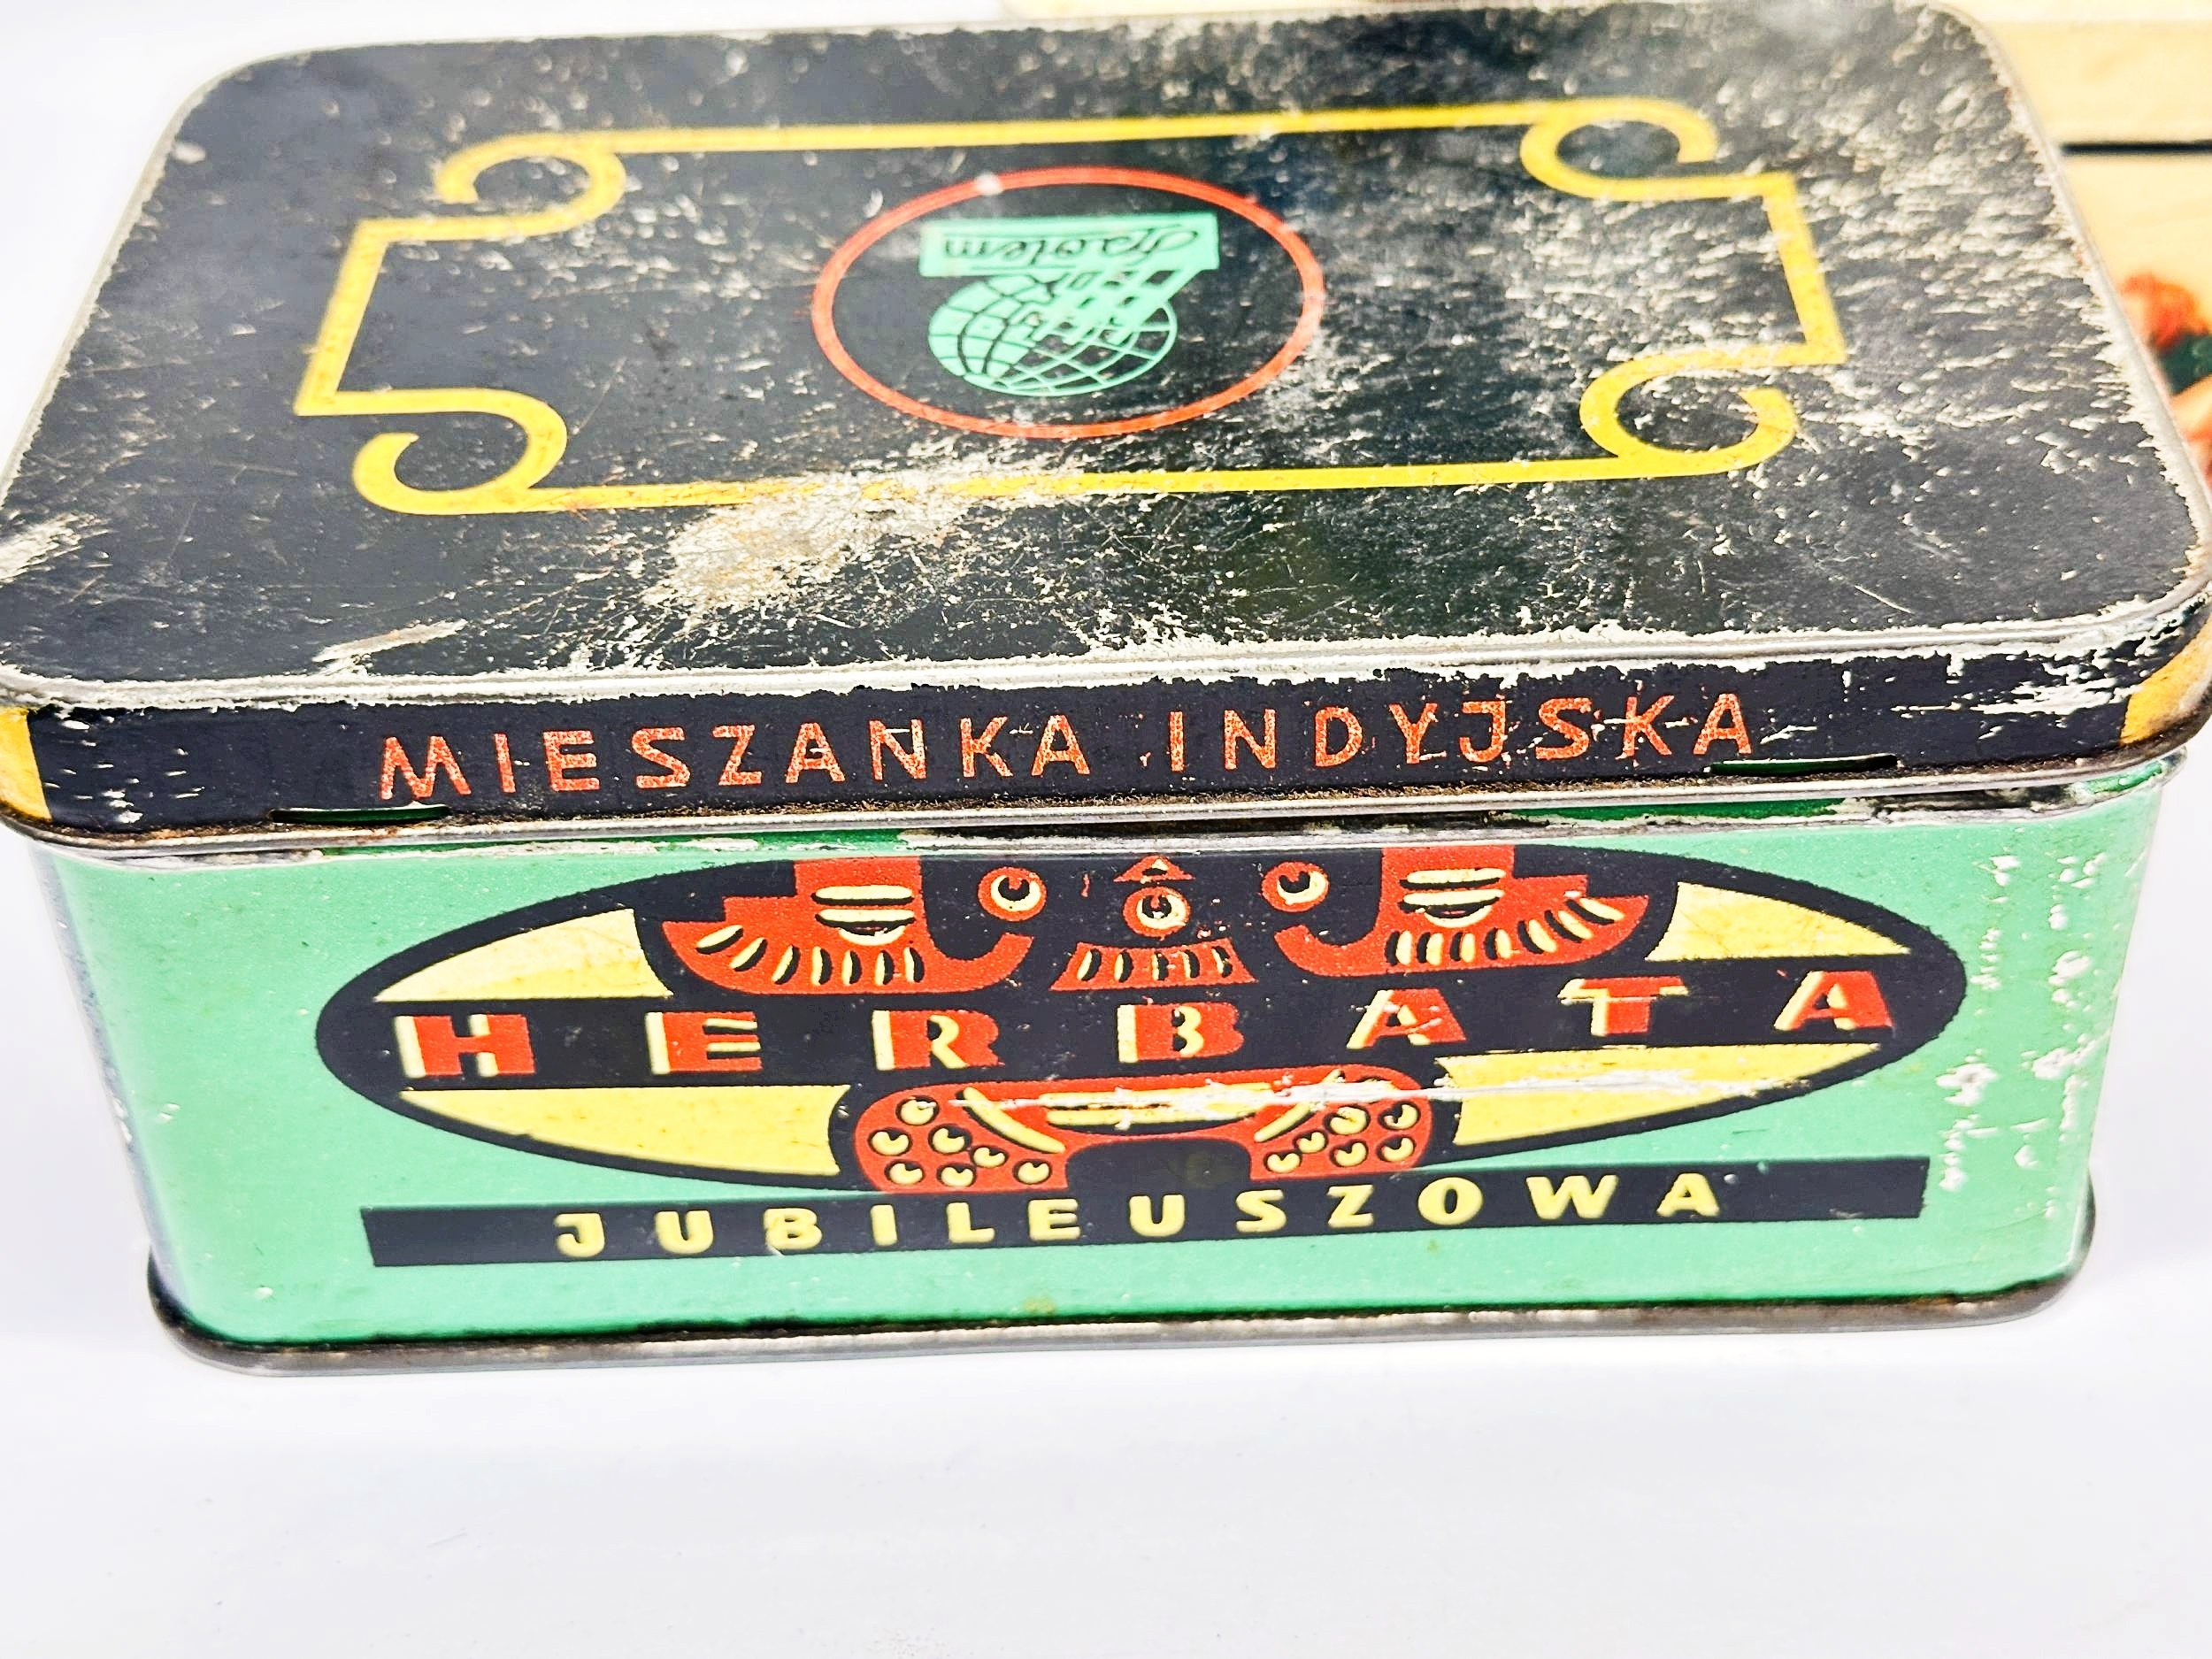 Społem
MIESZANKA INDYJSKA
HERBATA
JUBILEUSZOWA